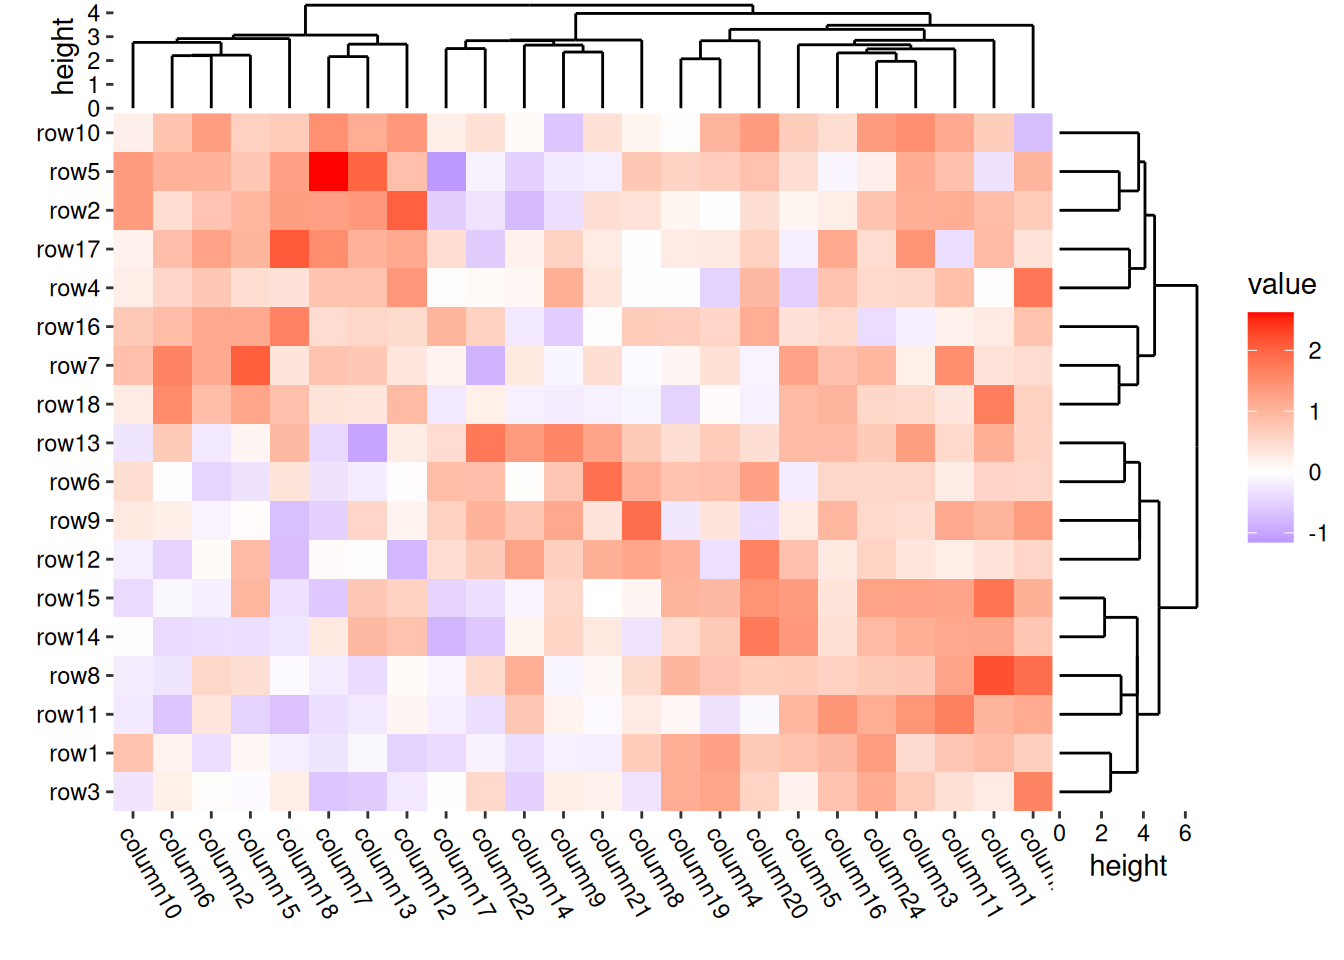 height
4
3
2
1
0
row10
row5
row2
row17
row4
row16
row7
row18
row13
row6
row9
row12
row15
row14
row8
row11
row1
row3
column10
column6
column2
column15
column18
column7
column13
column12
column17
column22
column14
column9
column21
column8
column19
column4
column20
column5
column16
column24
column3
column11
column1
0 2 4 6
height
value
2
1
0
-1